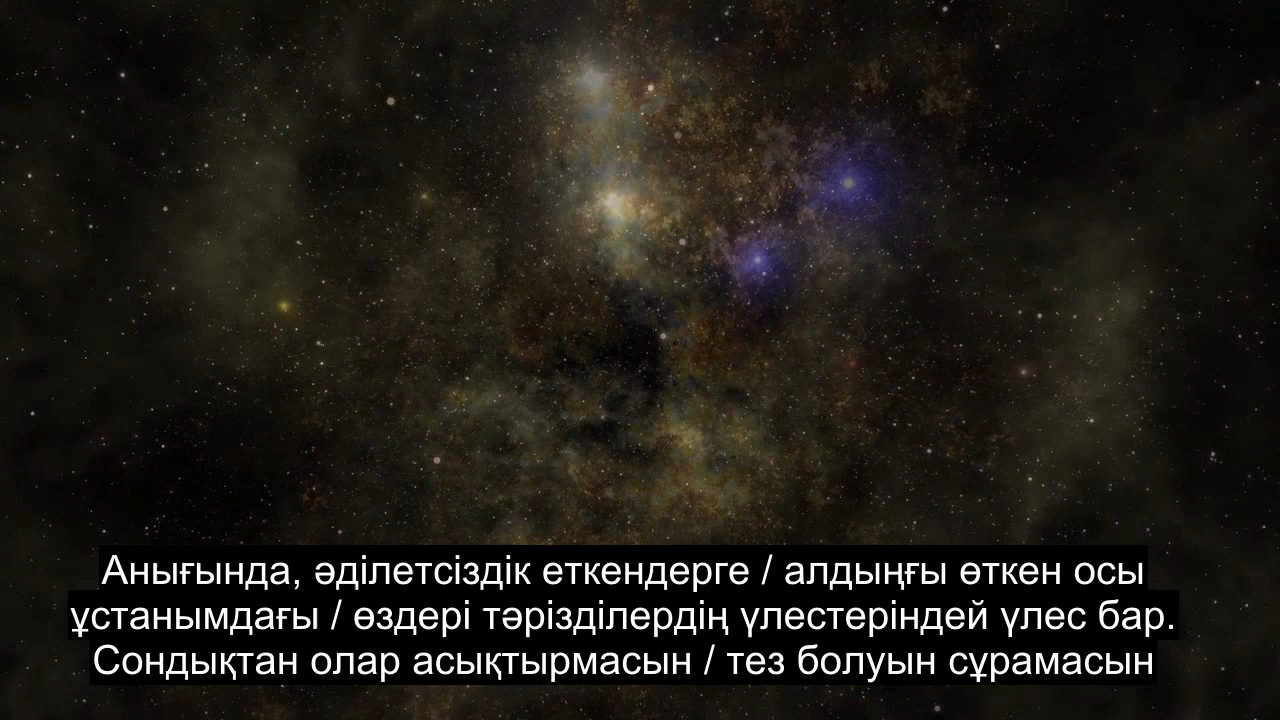 Анығында, әділетсіздік еткендерге / алдыңғы өткен осы
ұстанымдағы / өздері тәрізділердің үлестеріндей үлес бар.
Сондықтан олар асықтырмасын / тез болуын сұрамасын